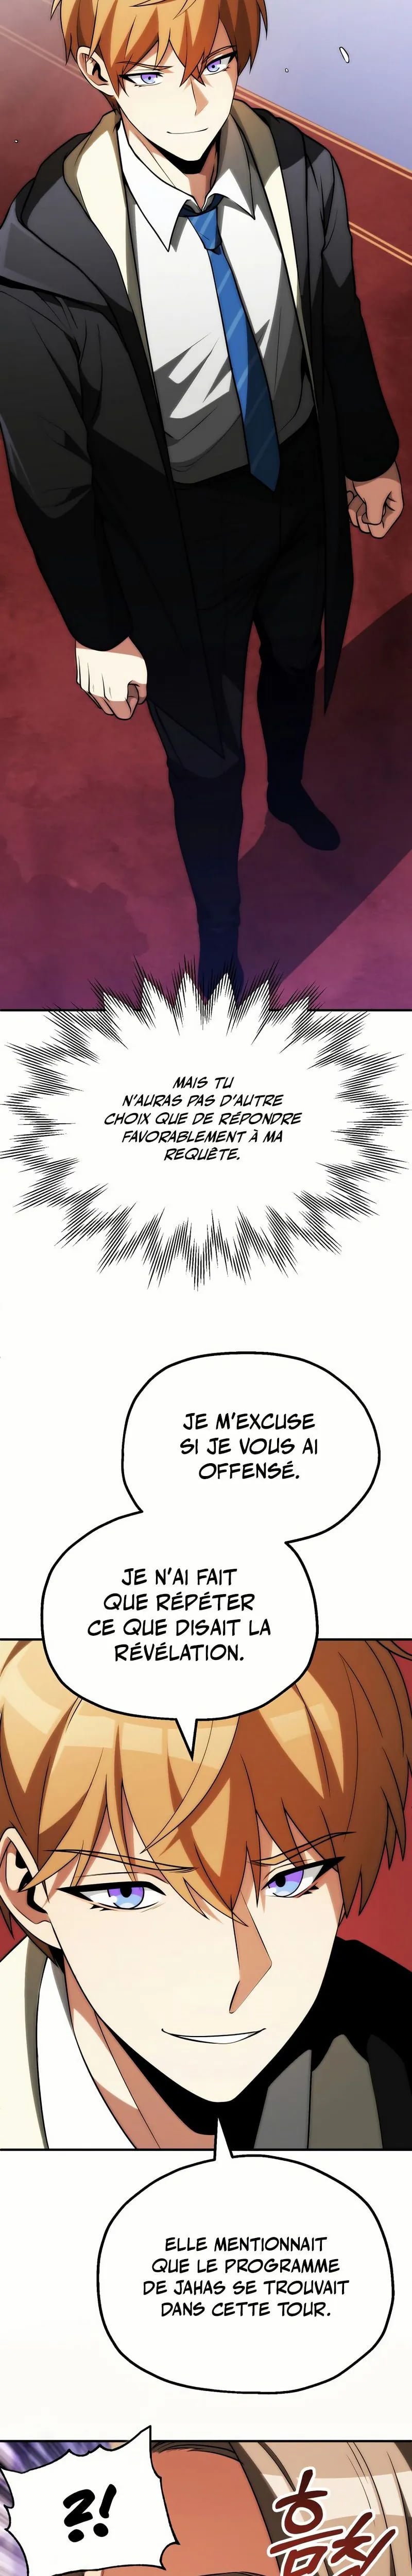 MAIS TU
N'AURAS PAS D'AUTRE
CHOIX QUE DE RÉPONDRE
FAVORABLEMENT À MA
REQUÊTE.
JE M'EXCUSE
SI JE VOUS AI
OFFENSÉ.
JE N'AI FAIT
QUE RÉPÉTER
CE QUE DISAIT LA
RÉVÉLATION.
ELLE MENTIONNAIT
QUE LE PROGRAMME
DE JAHAS SE TROUVAIT
DANS CETTE TOUR.
?!
흠칫